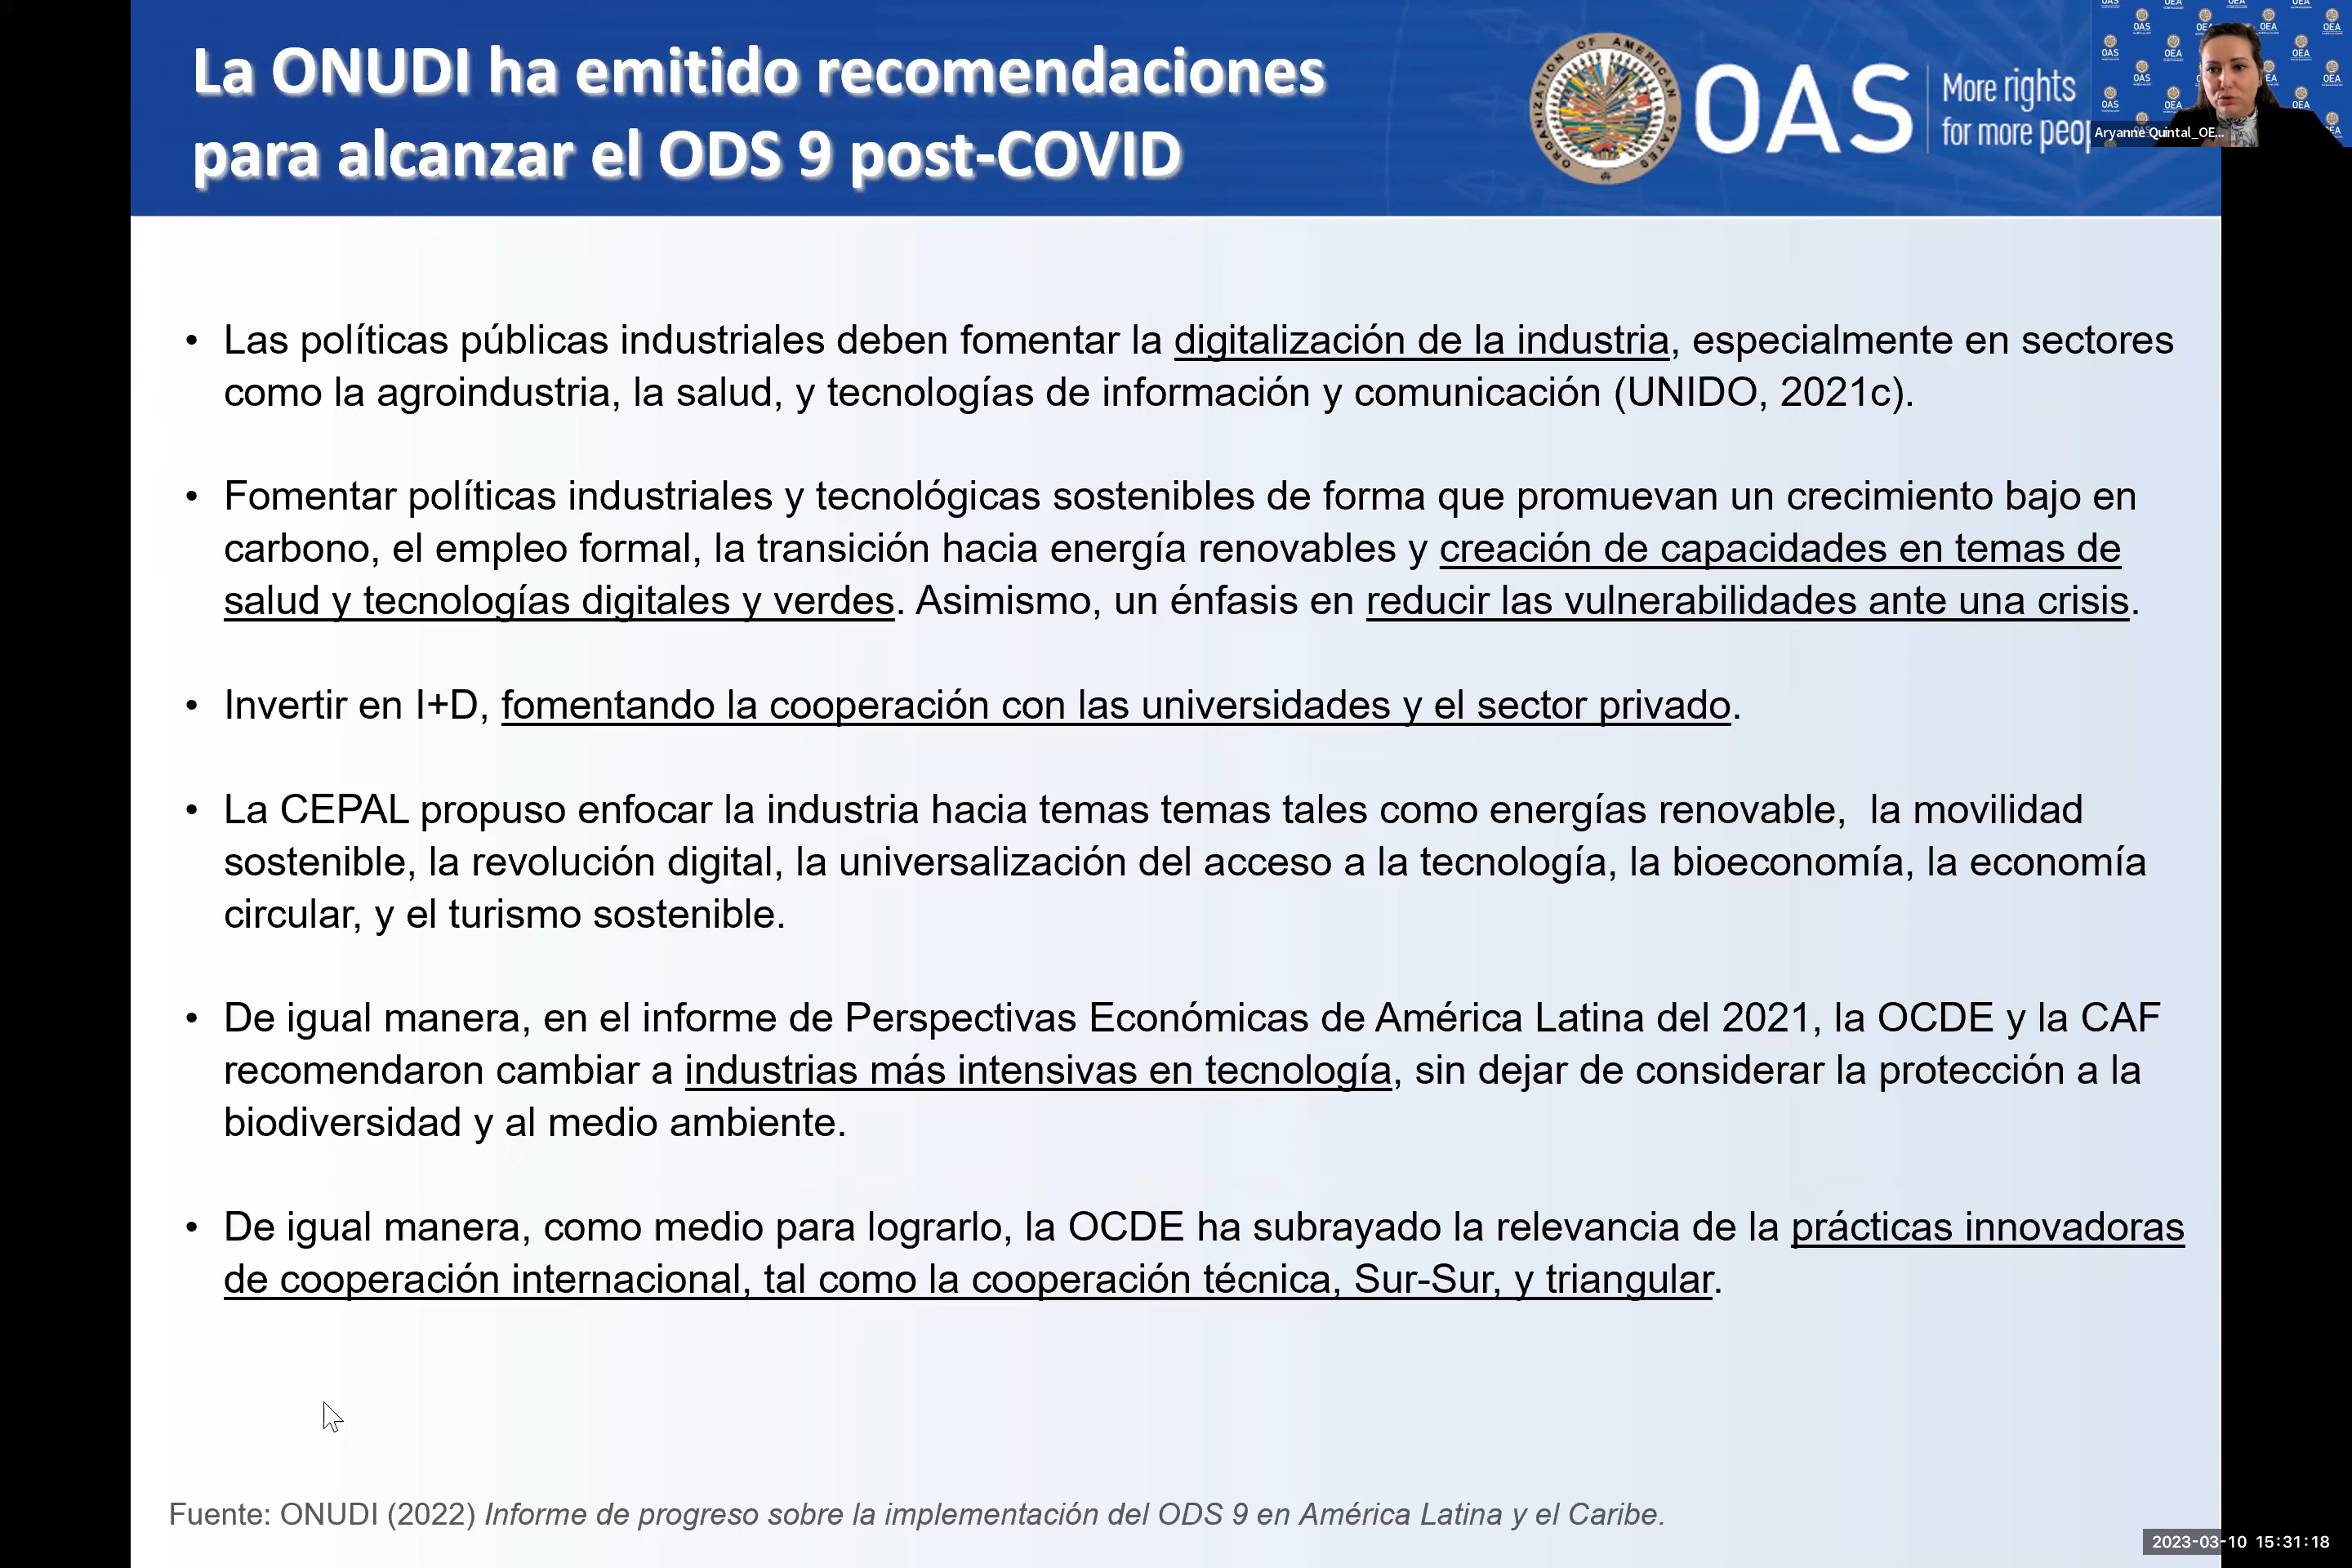 La ONUDI ha emitido recomendaciones
para alcanzar el ODS 9 post-COVID
ORGANIZATION OF AMERICAN STATES
OAS
More rights
for more peop
Aryanne Quintal_OE...
• Las políticas públicas industriales deben fomentar la digitalización de la industria, especialmente en sectores
como la agroindustria, la salud, y tecnologías de información y comunicación (UNIDO, 2021c).
• Fomentar políticas industriales y tecnológicas sostenibles de forma que promuevan un crecimiento bajo en
carbono, el empleo formal, la transición hacia energía renovables y creación de capacidades en temas de
salud y tecnologías digitales y verdes. Asimismo, un énfasis en reducir las vulnerabilidades ante una crisis.
• Invertir en I+D, fomentando la cooperación con las universidades y el sector privado.
• La CEPAL propuso enfocar la industria hacia temas temas tales como energías renovable,  la movilidad
sostenible, la revolución digital, la universalización del acceso a la tecnología, la bioeconomía, la economía
circular, y el turismo sostenible.
• De igual manera, en el informe de Perspectivas Económicas de América Latina del 2021, la OCDE y la CAF
recomendaron cambiar a industrias más intensivas en tecnología, sin dejar de considerar la protección a la
biodiversidad y al medio ambiente.
• De igual manera, como medio para lograrlo, la OCDE ha subrayado la relevancia de la prácticas innovadoras
de cooperación internacional, tal como la cooperación técnica, Sur-Sur, y triangular.
Fuente: ONUDI (2022) Informe de progreso sobre la implementación del ODS 9 en América Latina y el Caribe.
2023-03-10 15:31:18